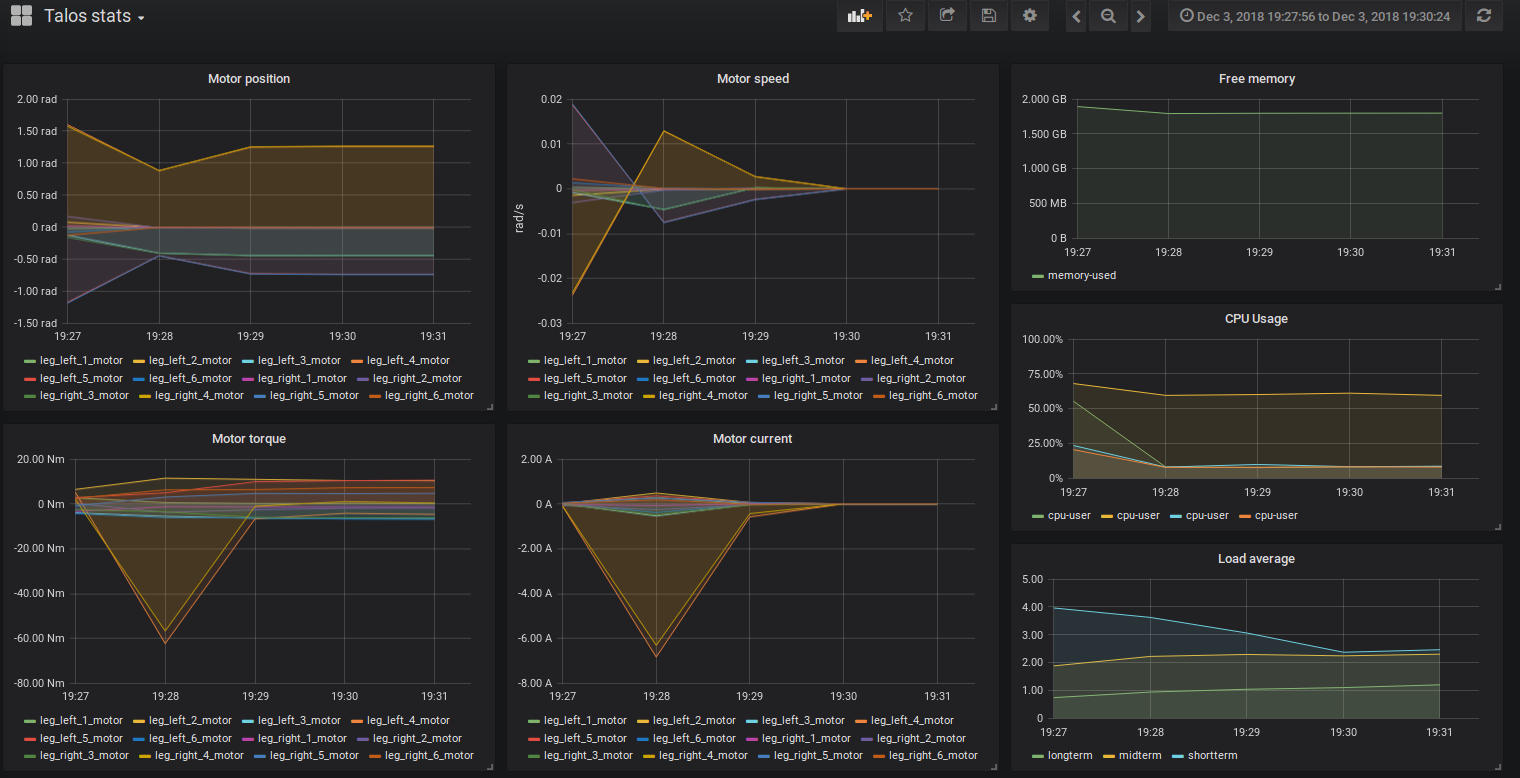 Talos stats
Dec 3, 2018 19:27:56 to Dec 3, 2018 19:30:24
Motor position
2.00 rad
1.50 rad
1.00 rad
0.50 rad
0 rad
-0.50 rad
-1.00 rad
-1.50 rad
19:27 19:28 19:29 19:30 19:31
leg_left_1_motor leg_left_2_motor leg_left_3_motor leg_left_4_motor
leg_left_5_motor leg_left_6_motor leg_right_1_motor leg_right_2_motor
leg_right_3_motor leg_right_4_motor leg_right_5_motor leg_right_6_motor
Motor speed
rad/s
0.02
0.01
0
-0.01
-0.02
-0.03
19:27 19:28 19:29 19:30 19:31
leg_left_1_motor leg_left_2_motor leg_left_3_motor leg_left_4_motor
leg_left_5_motor leg_left_6_motor leg_right_1_motor leg_right_2_motor
leg_right_3_motor leg_right_4_motor leg_right_5_motor leg_right_6_motor
Free memory
2.000 GB
1.500 GB
1.000 GB
500 MB
0 B
19:27 19:28 19:29 19:30 19:31
memory-used
CPU Usage
100.00%
75.00%
50.00%
25.00%
0%
19:27 19:28 19:29 19:30 19:31
cpu-user cpu-user cpu-user cpu-user
Motor torque
20.00 Nm
0 Nm
-20.00 Nm
-40.00 Nm
-60.00 Nm
-80.00 Nm
19:27 19:28 19:29 19:30 19:31
leg_left_1_motor leg_left_2_motor leg_left_3_motor leg_left_4_motor
leg_left_5_motor leg_left_6_motor leg_right_1_motor leg_right_2_motor
leg_right_3_motor leg_right_4_motor leg_right_5_motor leg_right_6_motor
Motor current
2.00 A
0 A
-2.00 A
-4.00 A
-6.00 A
-8.00 A
19:27 19:28 19:29 19:30 19:31
leg_left_1_motor leg_left_2_motor leg_left_3_motor leg_left_4_motor
leg_left_5_motor leg_left_6_motor leg_right_1_motor leg_right_2_motor
leg_right_3_motor leg_right_4_motor leg_right_5_motor leg_right_6_motor
Load average
5.00
4.00
3.00
2.00
1.00
0
19:27 19:28 19:29 19:30 19:31
longterm midterm shortterm